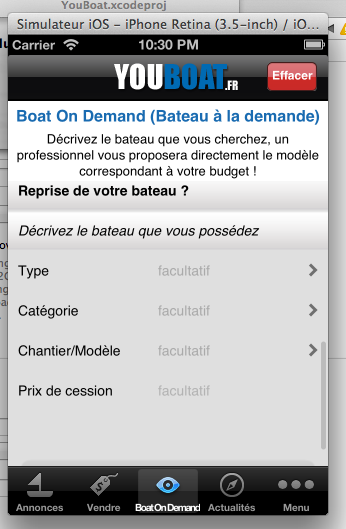 YouBoat.xcodeproj
Simulateur iOS - iPhone Retina (3.5-inch) / iO...
Carrier 10:30 PM
YOUBOAT.FR
Effacer
Boat On Demand (Bateau à la demande)
Décrivez le bateau que vous cherchez, un
professionnel vous proposera directement le modèle
correspondant à votre budget !
Reprise de votre bateau ?
Décrivez le bateau que vous possédez
Type facultatif
Catégorie facultatif
Chantier/Modèle facultatif
Prix de cession facultatif
Annonces Vendre Boat On Demand Actualités Menu